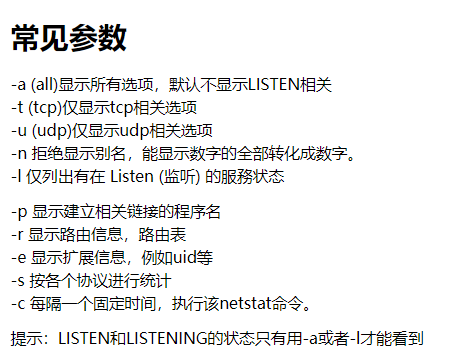 常见参数
-a (all)显示所有选项，默认不显示LISTEN相关
-t (tcp)仅显示tcp相关选项
-u (udp)仅显示udp相关选项
-n 拒绝显示别名，能显示数字的全部转化成数字。
-l 仅列出有在 Listen (监听) 的服務状态
-p 显示建立相关链接的程序名
-r 显示路由信息，路由表
-e 显示扩展信息，例如uid等
-s 按各个协议进行统计
-c 每隔一个固定时间，执行该netstat命令。
提示：LISTEN和LISTENING的状态只有用-a或者-l才能看到